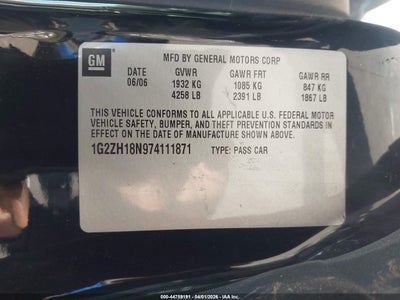 GM
MFD BY GENERAL MOTORS CORP
DATE GVWR GAWR FRT GAWR RR
06/06 1932 KG 1085 KG 847 KG
4258 LB 2391 LB 1867 LB
THIS VEHICLE CONFORMS TO ALL APPLICABLE U.S. FEDERAL MOTOR
VEHICLE SAFETY, BUMPER, AND THEFT PREVENTION STANDARDS
IN EFFECT ON THE DATE OF MANUFACTURE SHOWN ABOVE.
1G2ZH18N974111871 TYPE: PASS CAR
000-44759191 - 04/01/2026 - IAA, Inc.